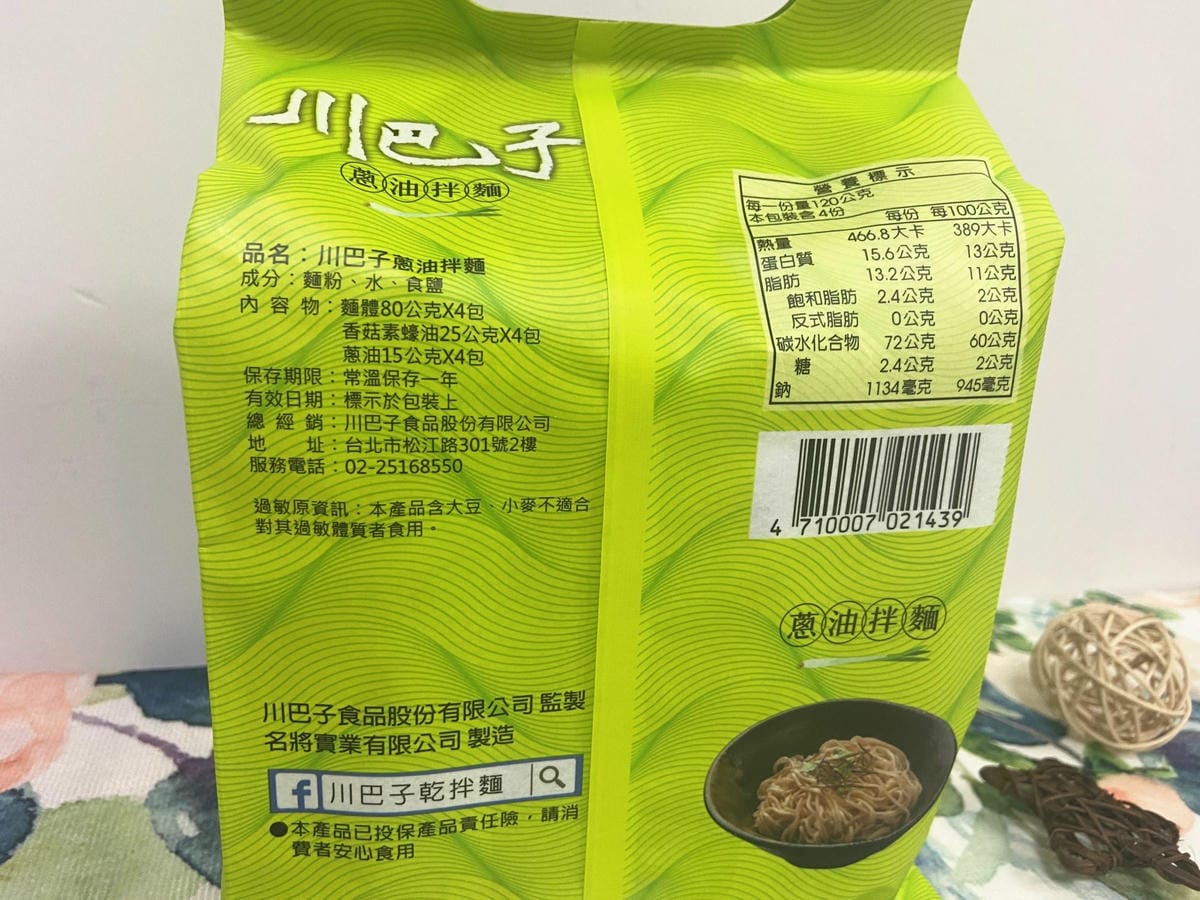 川巴子
蔥油拌麵
品名：川巴子蔥油拌麵
成分：麵粉、水、食鹽
內容物：麵體80公克X4包
香菇素蠔油25公克X4包
蔥油15公克X4包
保存期限：常溫保存一年
有效日期：標示於包裝上
總經銷：川巴子食品股份有限公司
地址：台北市松江路301號2樓
服務電話：02-25168550
過敏原資訊：本產品含大豆、小麥不適合
對其過敏體質者食用。
川巴子食品股份有限公司 監製
名將實業有限公司 製造
f 川巴子乾拌麵
●本產品已投保產品責任險，請消
費者安心食用
營養標示
每一份量120公克
本包裝含4份
每份 每100公克
熱量 466.8大卡 389大卡
蛋白質 15.6公克 13公克
脂肪 13.2公克 11公克
飽和脂肪 2.4公克 2公克
反式脂肪 0公克 0公克
碳水化合物 72公克 60公克
糖 2.4公克 2公克
鈉 1134毫克 945毫克
4 710007 021439
蔥油拌麵